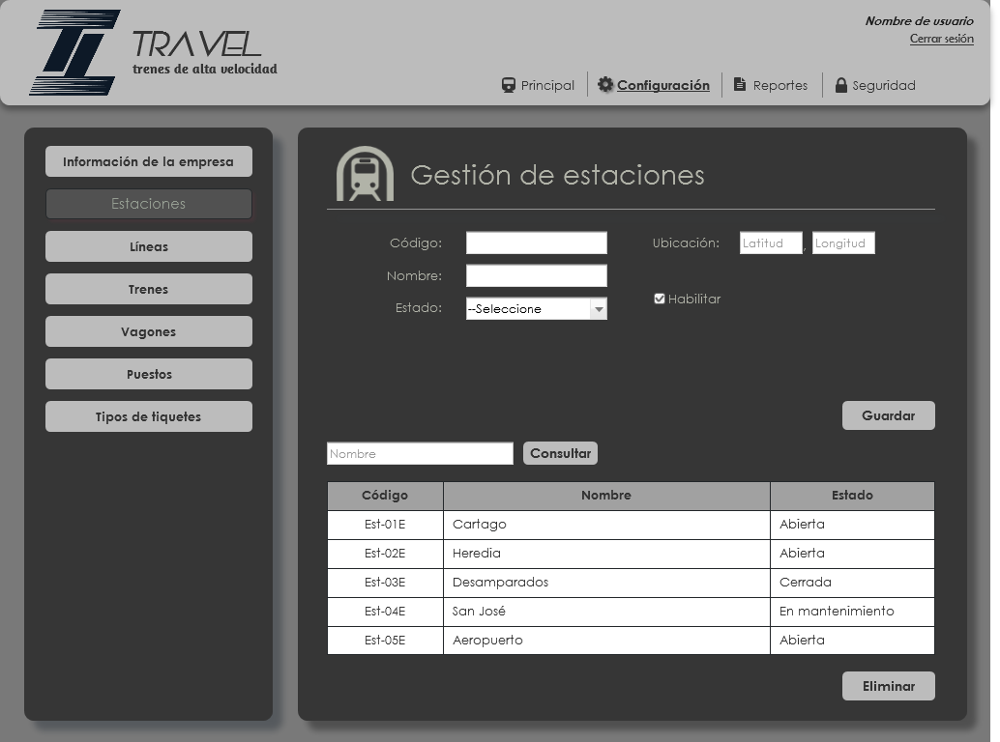 Nombre de usuario
Cerrar sesión
TRAVEL
trenes de alta velocidad
Principal
Configuración
Reportes
Seguridad
Información de la empresa
Estaciones
Líneas
Trenes
Vagones
Puestos
Tipos de tiquetes
Gestión de estaciones
Código:
Ubicación: Latitud , Longitud
Nombre:
Estado: --Seleccione
Habilitar
Guardar
Nombre Consultar
Código Nombre Estado
Est-01E Cartago Abierta
Est-02E Heredia Abierta
Est-03E Desamparados Cerrada
Est-04E San José En mantenimiento
Est-05E Aeropuerto Abierta
Eliminar